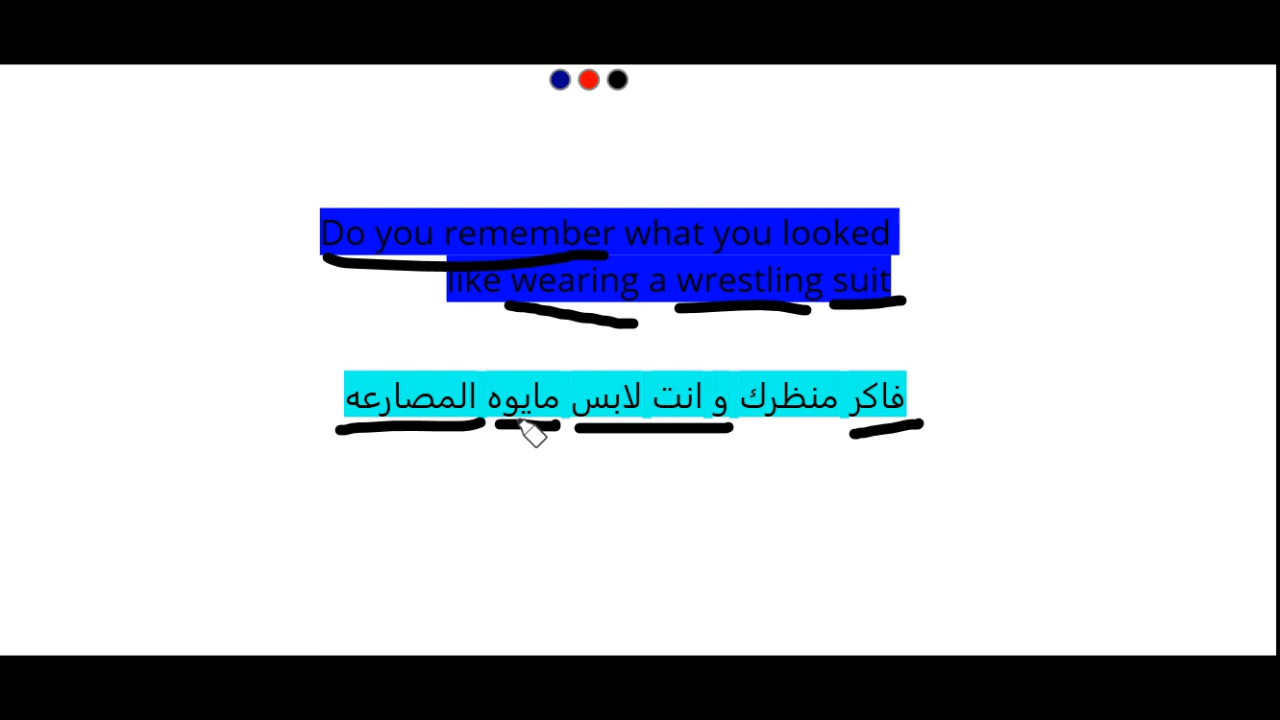 Do you remember what you looked
like wearing a wrestling suit
فاكر منظرك و انت لابس مايوه المصارعه